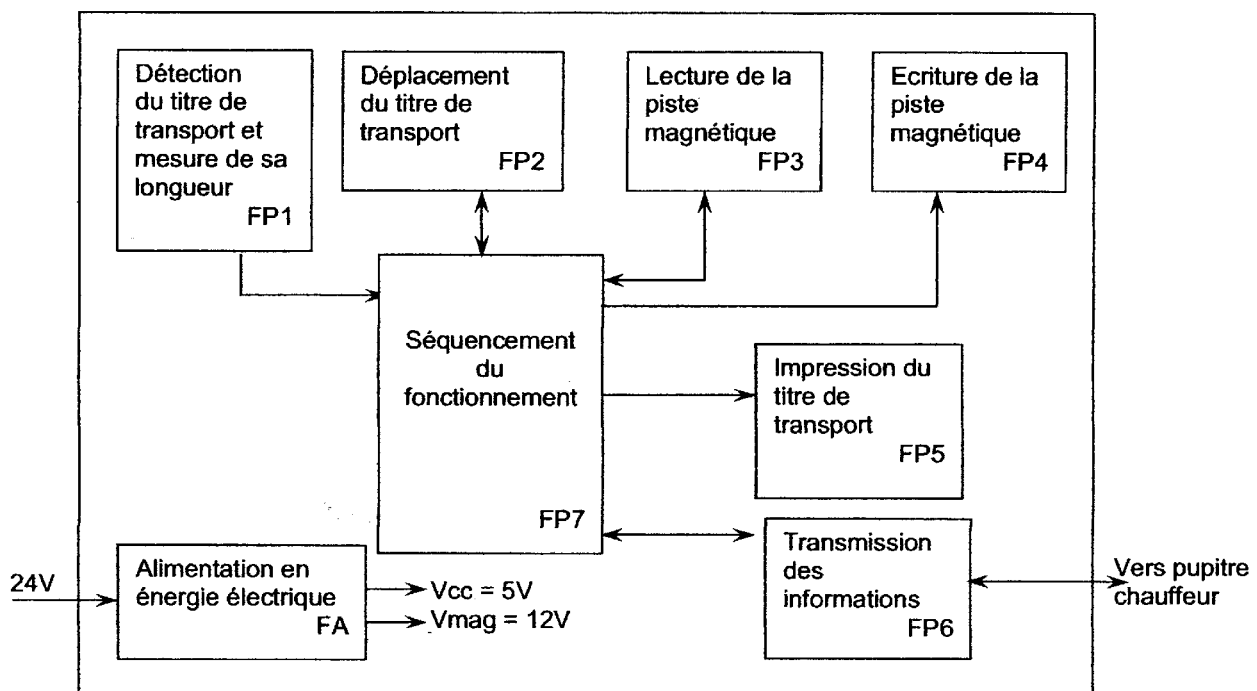 Détection
du titre de
transport et
mesure de sa
longueur
FP1
Déplacement
du titre de
transport
FP2
Lecture de la
piste
magnétique
FP3
Ecriture de la
piste
magnétique
FP4
Séquencement
du
fonctionnement
FP7
Impression du
titre de
transport
FP5
Transmission
des
informations
FP6
Vers pupitre
chauffeur
24V
Alimentation en
énergie électrique
FA
Vcc = 5V
Vmag = 12V